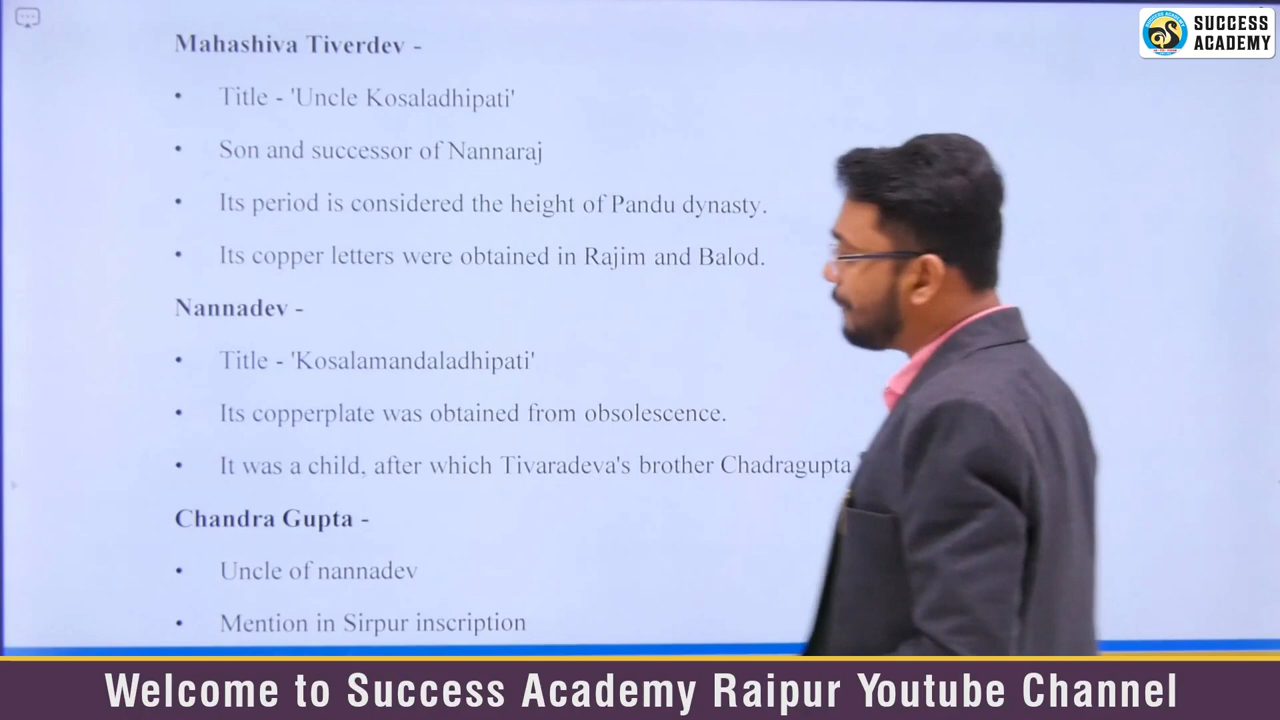 SUCCESS
ACADEMY
Mahashiva Tiverdev -
• Title - 'Uncle Kosaladhipati'
• Son and successor of Nannaraj
• Its period is considered the height of Pandu dynasty.
• Its copper letters were obtained in Rajim and Balod.
Nannadev -
• Title - 'Kosalamandaladhipati'
• Its copperplate was obtained from obsolescence.
• It was a child, after which Tivaradeva's brother Chadragupta
Chandra Gupta -
• Uncle of nannadev
• Mention in Sirpur inscription
Welcome to Success Academy Raipur Youtube Channel